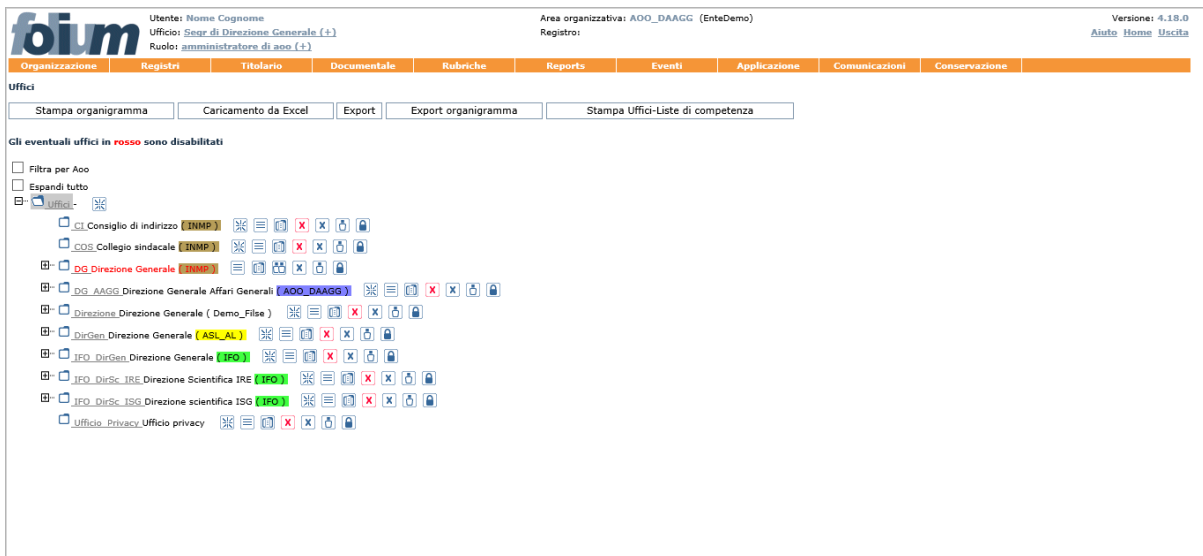 folium
Utente: Nome Cognome
Ufficio: Segr di Direzione Generale (+)
Ruolo: amministratore di aoo (+)
Area organizzativa: AOO_DAAGG (EnteDemo)
Registro:
Versione: 4.18.0
Aiuto Home Uscita
Organizzazione Registri Titolario Documentale Rubriche Reports Eventi Applicazione Comunicazioni Conservazione
Uffici
Stampa organigramma Caricamento da Excel Export Export organigramma Stampa Uffici-Liste di competenza
Gli eventuali uffici in rosso sono disabilitati
Filtra per Aoo
Espandi tutto
Uffici -
CI Consiglio di indirizzo ( INMP )
COS Collegio sindacale ( INMP )
DG Direzione Generale ( INMP )
DG_AAGG Direzione Generale Affari Generali ( AOO_DAAGG )
Direzione Direzione Generale ( Demo_Filse )
DirGen Direzione Generale ( ASL_AL )
IFO_DirGen Direzione Generale ( IFO )
IFO_DirSc_IRE Direzione Scientifica IRE ( IFO )
IFO_DirSc_ISG Direzione scientifica ISG ( IFO )
Ufficio_Privacy Ufficio privacy